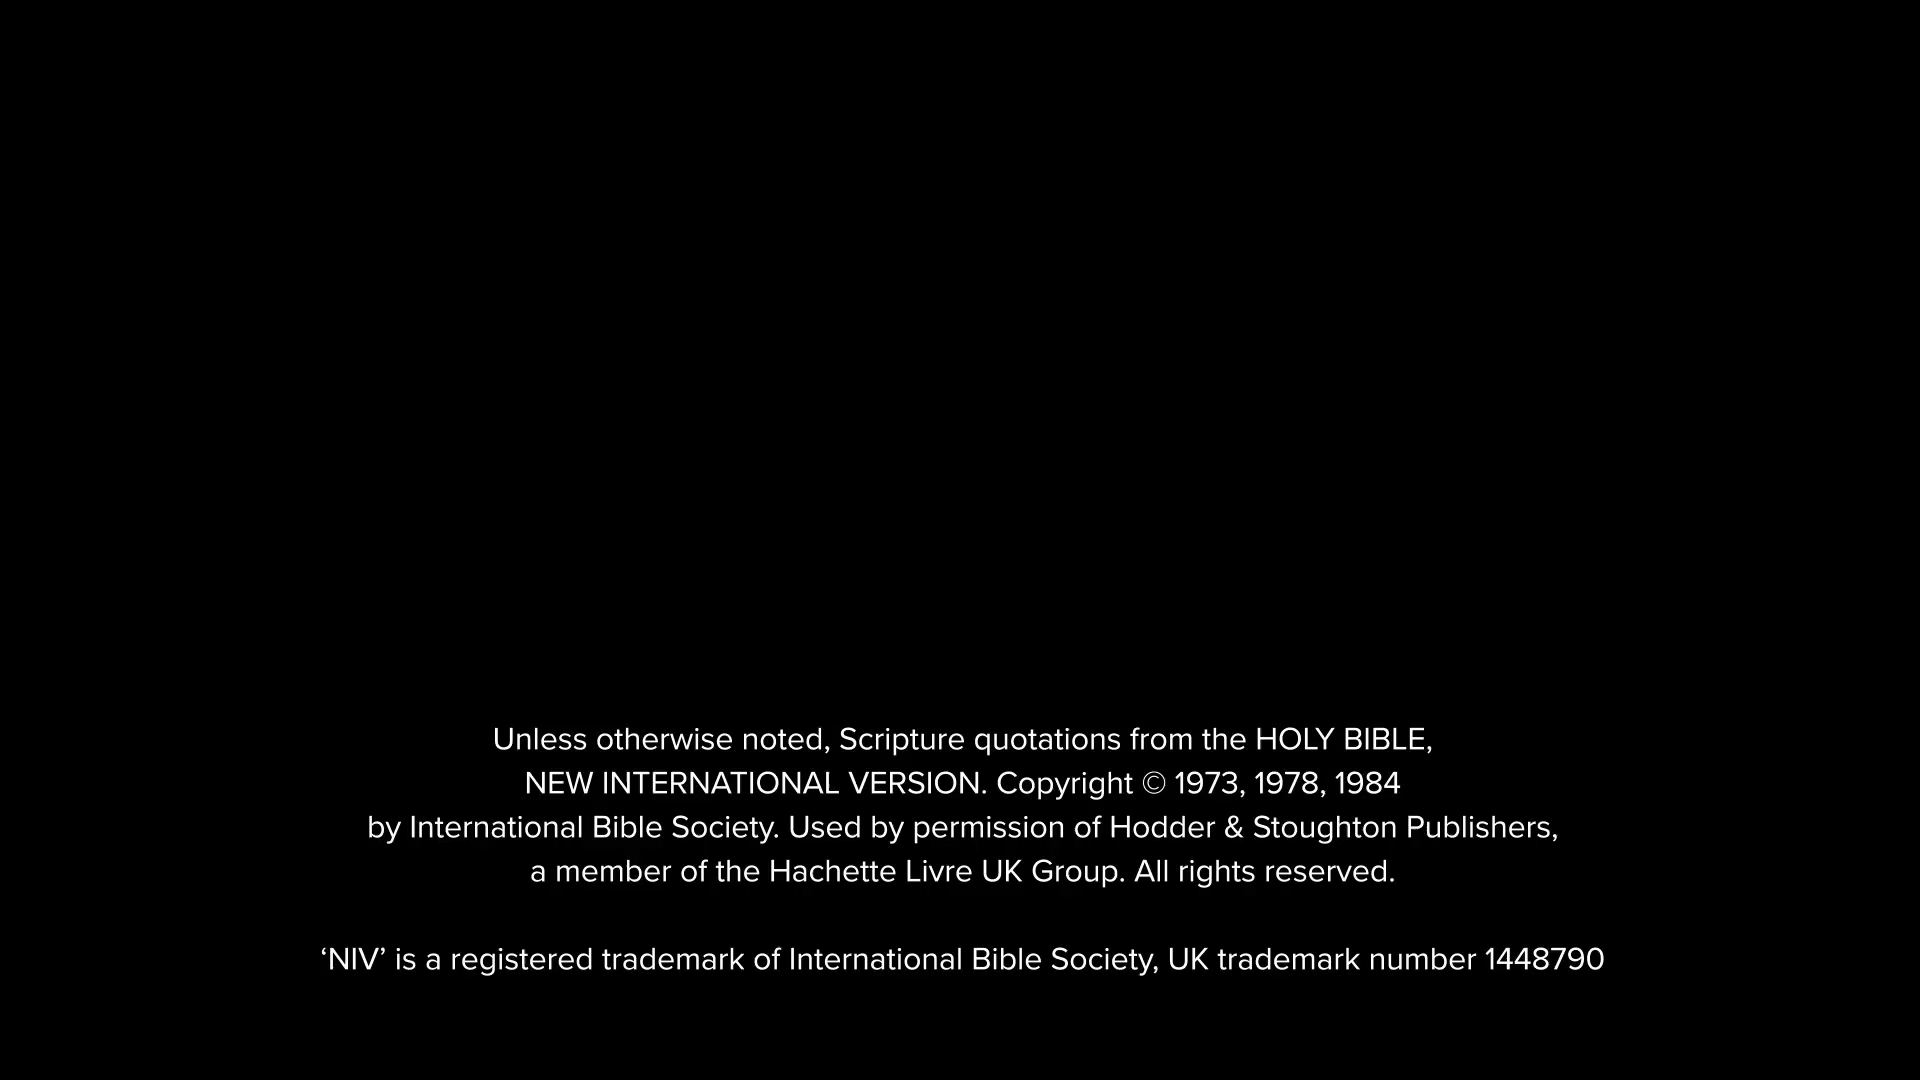 Unless otherwise noted, Scripture quotations from the HOLY BIBLE,
NEW INTERNATIONAL VERSION. Copyright © 1973, 1978, 1984
by International Bible Society. Used by permission of Hodder & Stoughton Publishers,
a member of the Hachette Livre UK Group. All rights reserved.
‘NIV’ is a registered trademark of International Bible Society, UK trademark number 1448790